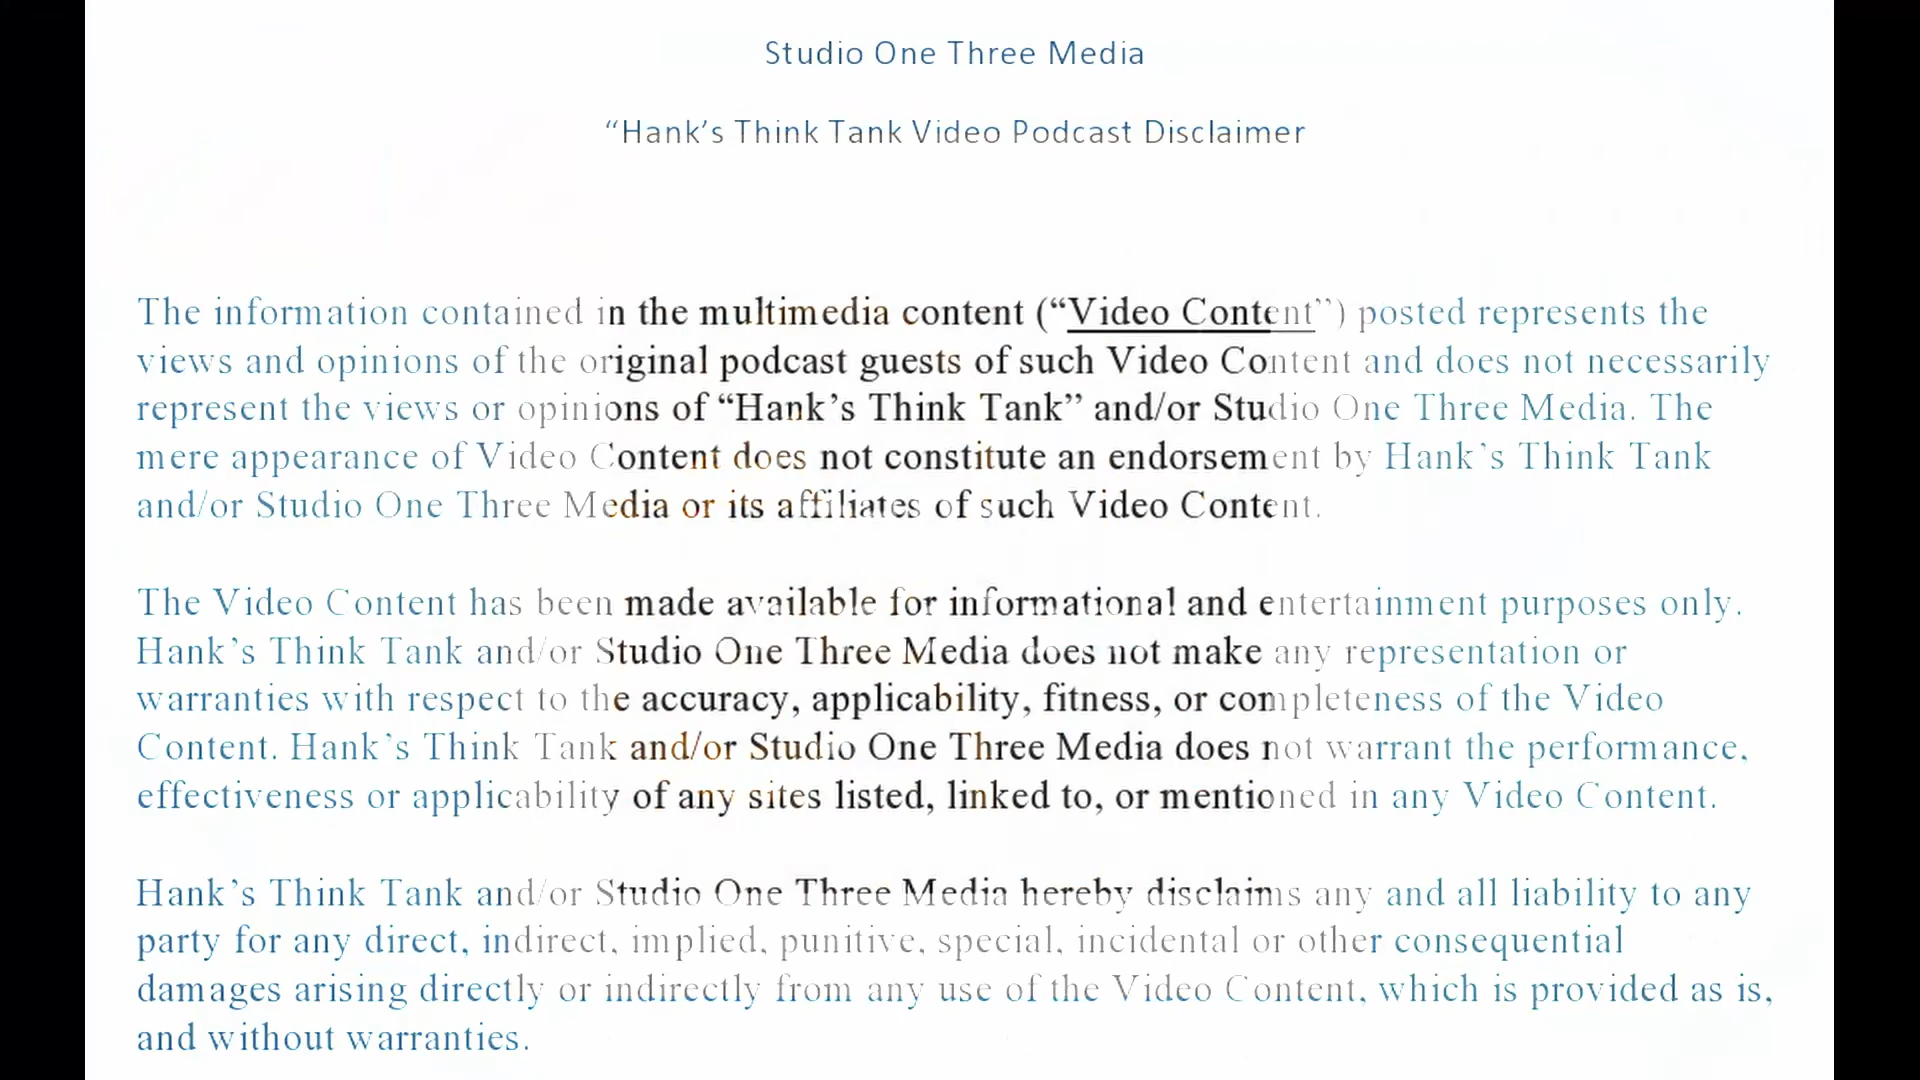 Studio One Three Media
“Hank’s Think Tank Video Podcast Disclaimer
The information contained in the multimedia content (“Video Content”) posted represents the
views and opinions of the original podcast guests of such Video Content and does not necessarily
represent the views or opinions of “Hank’s Think Tank” and/or Studio One Three Media. The
mere appearance of Video Content does not constitute an endorsement by Hank’s Think Tank
and/or Studio One Three Media or its affiliates of such Video Content.
The Video Content has been made available for informational and entertainment purposes only.
Hank’s Think Tank and/or Studio One Three Media does not make any representation or
warranties with respect to the accuracy, applicability, fitness, or completeness of the Video
Content. Hank’s Think Tank and/or Studio One Three Media does not warrant the performance,
effectiveness or applicability of any sites listed, linked to, or mentioned in any Video Content.
Hank’s Think Tank and/or Studio One Three Media hereby disclaims any and all liability to any
party for any direct, indirect, implied, punitive, special, incidental or other consequential
damages arising directly or indirectly from any use of the Video Content, which is provided as is,
and without warranties.